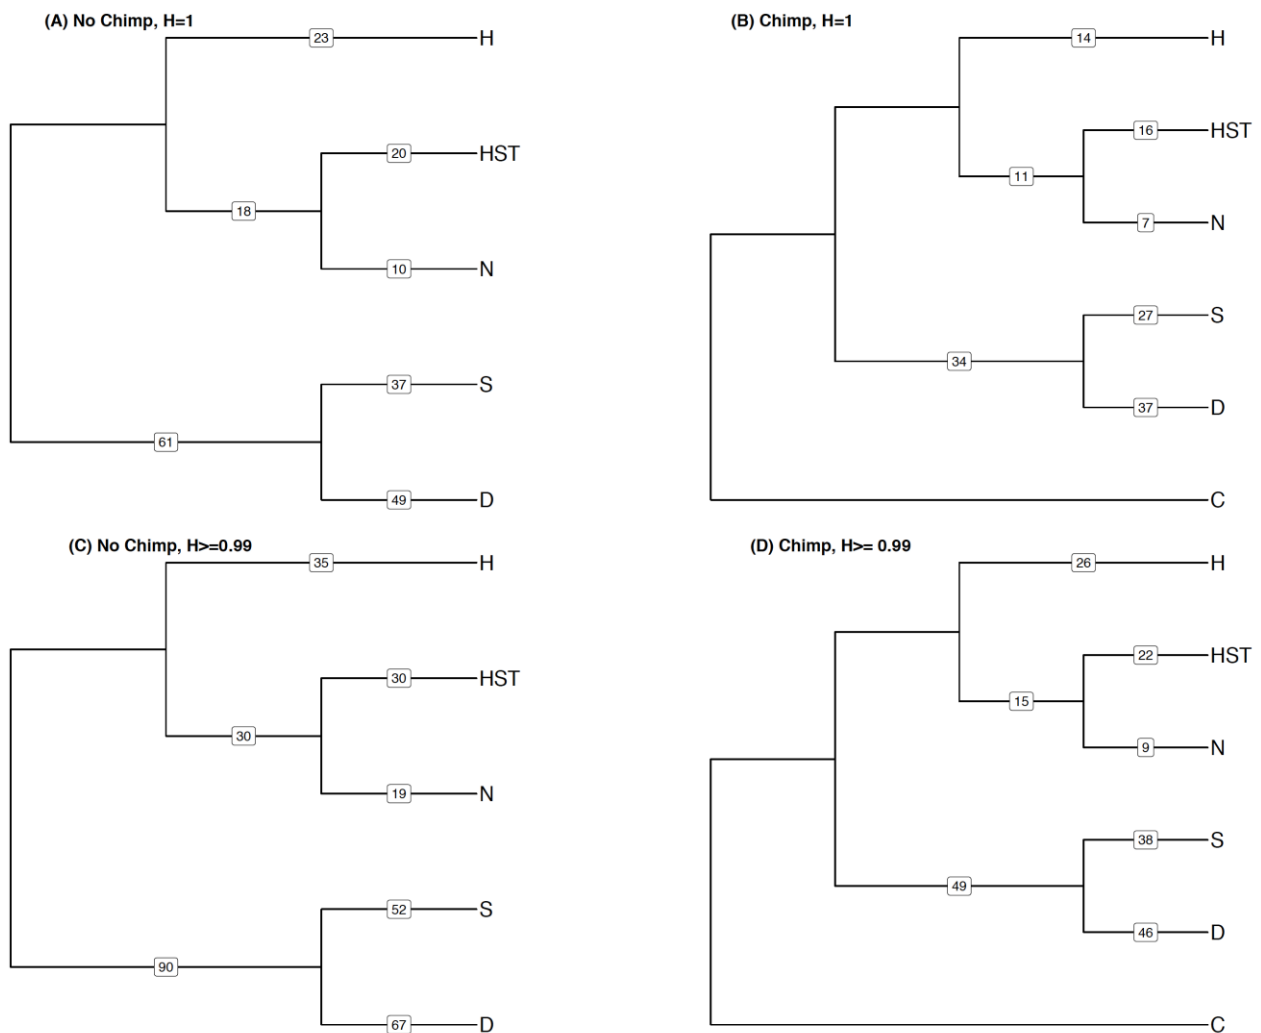 (A) No Chimp, H=1
23
H
20
HST
18
10
N
37
S
61
49
D
(B) Chimp, H=1
14
H
16
HST
11
7
N
27
S
34
37
D
C
(C) No Chimp, H>=0.99
35
H
30
HST
30
19
N
52
S
90
67
D
(D) Chimp, H>= 0.99
26
H
22
HST
15
9
N
38
S
49
46
D
C